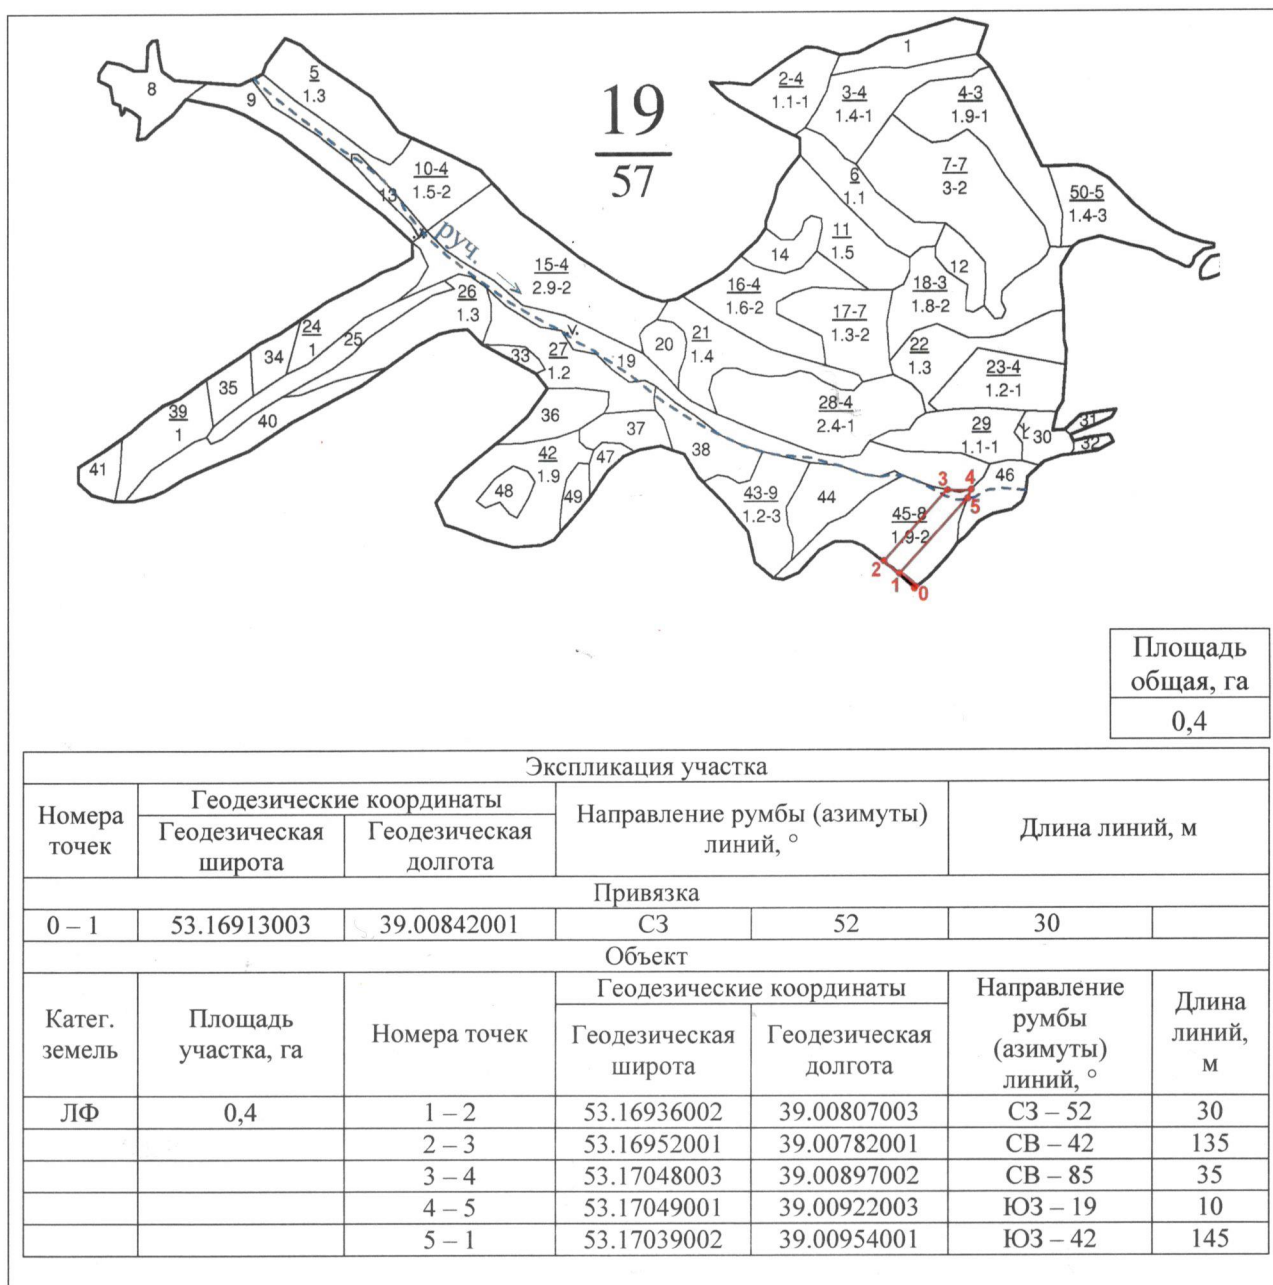 1
5
1.3
8
9
2-4
1.1-1
3-4
1.4-1
4-3
1.9-1
19
57
10-4
1.5-2
13
6
1.1
7-7
3-2
50-5
1.4-3
руч.
11
1.5
14
12
15-4
2.9-2
16-4
1.6-2
18-3
1.8-2
26
1.3
17-7
1.3-2
24
1
25
34
21
1.4
20
22
1.3
33
27
1.2
19
23-4
1.2-1
35
39
1
40
36
37
28-4
2.4-1
29
1.1-1
30
31
32
41
42
1.9
47
38
48
49
43-9
1.2-3
44
46
3
4
5
45-8
1.9-2
2
1
0
Площадь
общая, га
0,4
Экспликация участка
Номера
точек
Геодезические координаты
Геодезическая
широта
Геодезическая
долгота
Направление румбы (азимуты)
линий, °
Длина линий, м
Привязка
0 – 1 53.16913003 39.00842001 СЗ 52 30
Объект
Катег.
земель
Площадь
участка, га
Номера точек
Геодезические координаты
Геодезическая
широта
Геодезическая
долгота
Направление
румбы
(азимуты)
линий, °
Длина
линий,
м
ЛФ 0,4 1 – 2 53.16936002 39.00807003 СЗ – 52 30
2 – 3 53.16952001 39.00782001 СВ – 42 135
3 – 4 53.17048003 39.00897002 СВ – 85 35
4 – 5 53.17049001 39.00922003 ЮЗ – 19 10
5 – 1 53.17039002 39.00954001 ЮЗ – 42 145